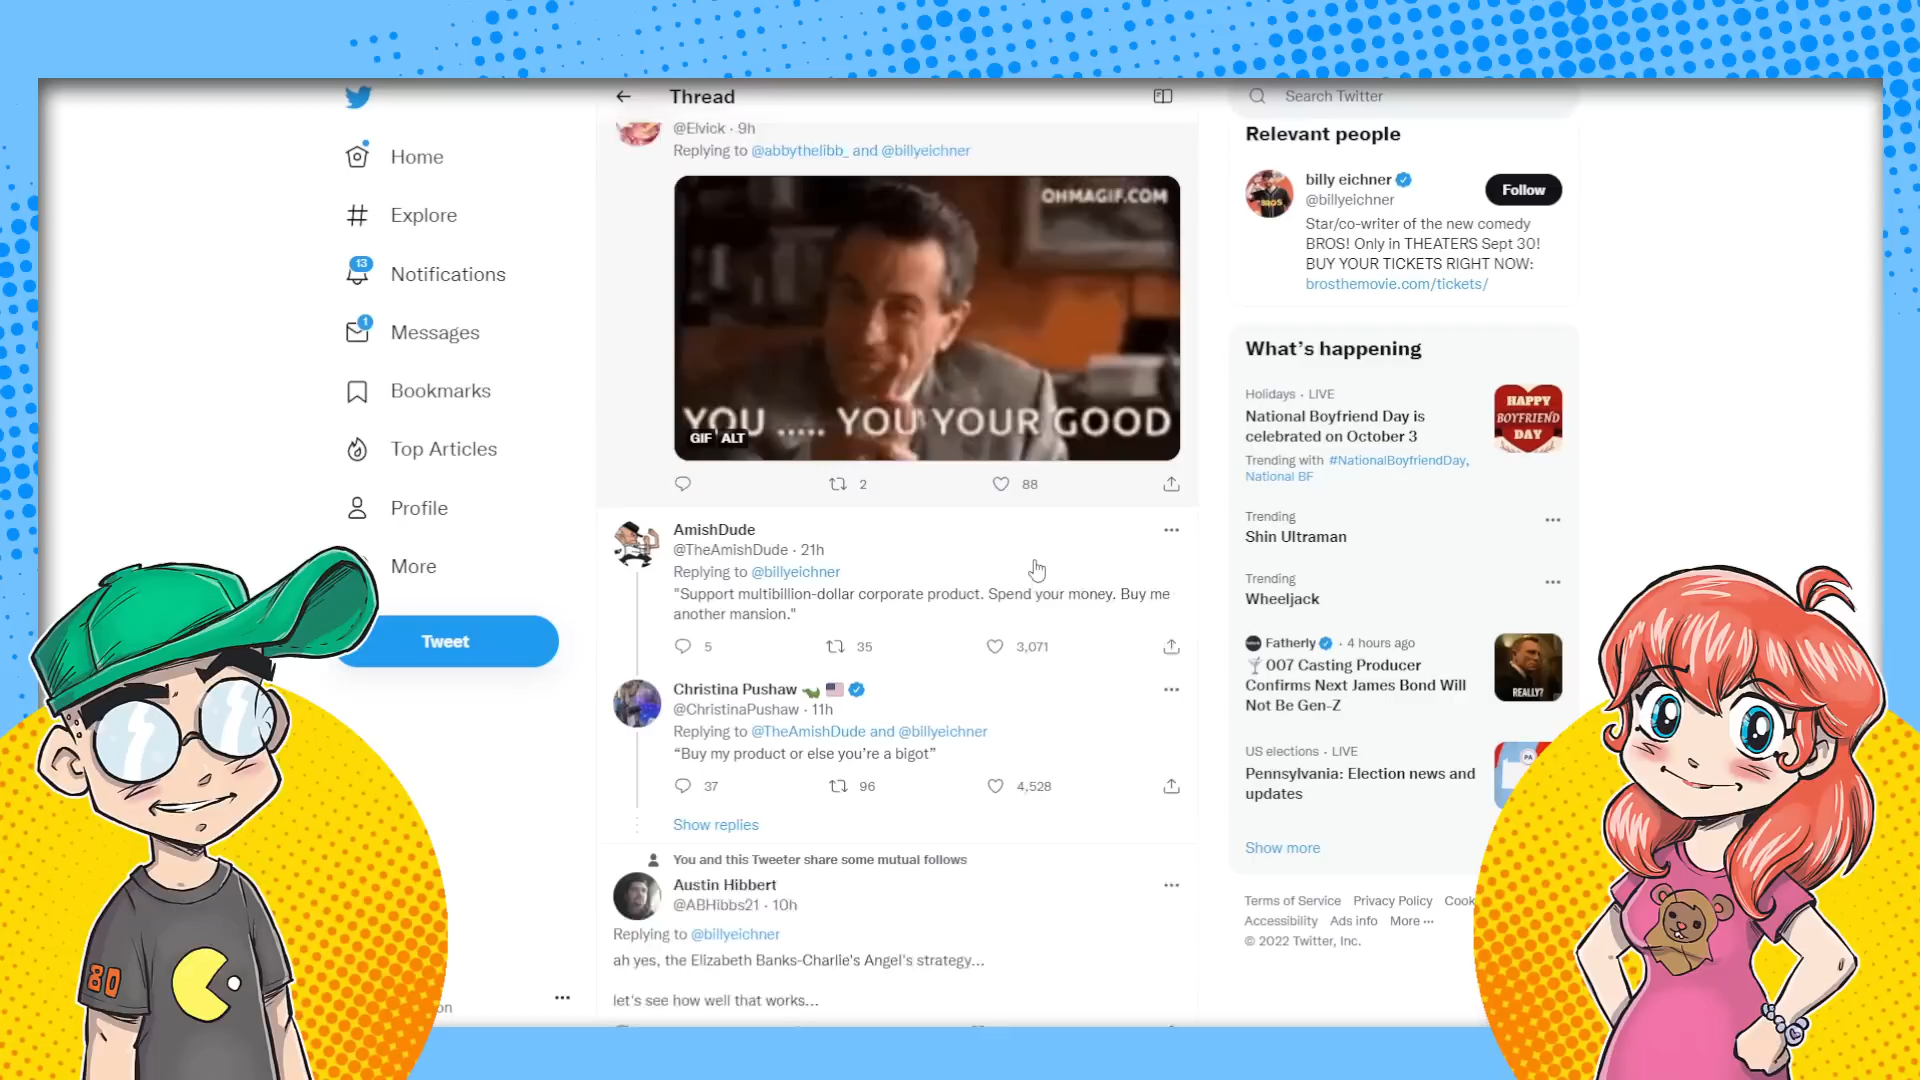 Home
Explore
13
Notifications
1
Messages
Bookmarks
Top Articles
Profile
More
Tweet
on
Thread
@Elvick · 9h
Replying to @abbythelibb_ and @billyeichner
OHMAGIF.COM
YOU ..... YOU YOUR GOOD
GIF ALT
2
88
AmishDude
@TheAmishDude · 21h
Replying to @billyeichner
"Support multibillion-dollar corporate product. Spend your money. Buy me
another mansion."
5
35
3,071
Christina Pushaw
@ChristinaPushaw · 11h
Replying to @TheAmishDude and @billyeichner
“Buy my product or else you’re a bigot”
37
96
4,528
Show replies
You and this Tweeter share some mutual follows
Austin Hibbert
@ABHibbs21 · 10h
Replying to @billyeichner
ah yes, the Elizabeth Banks-Charlie's Angel's strategy...
let's see how well that works...
Search Twitter
Relevant people
billy eichner
@billyeichner
Follow
BROS
Star/co-writer of the new comedy
BROS! Only in THEATERS Sept 30!
BUY YOUR TICKETS RIGHT NOW:
brosthemovie.com/tickets/
What’s happening
Holidays · LIVE
National Boyfriend Day is
celebrated on October 3
Trending with #NationalBoyfriendDay,
National BF
HAPPY
BOYFRIEND
DAY
Trending
Shin Ultraman
Trending
Wheeljack
Fatherly · 4 hours ago
007 Casting Producer
Confirms Next James Bond Will
Not Be Gen-Z
REALLY?
US elections · LIVE
Pennsylvania: Election news and
updates
PA
Show more
Terms of Service Privacy Policy Cook
Accessibility Ads info More ···
© 2022 Twitter, Inc.
80